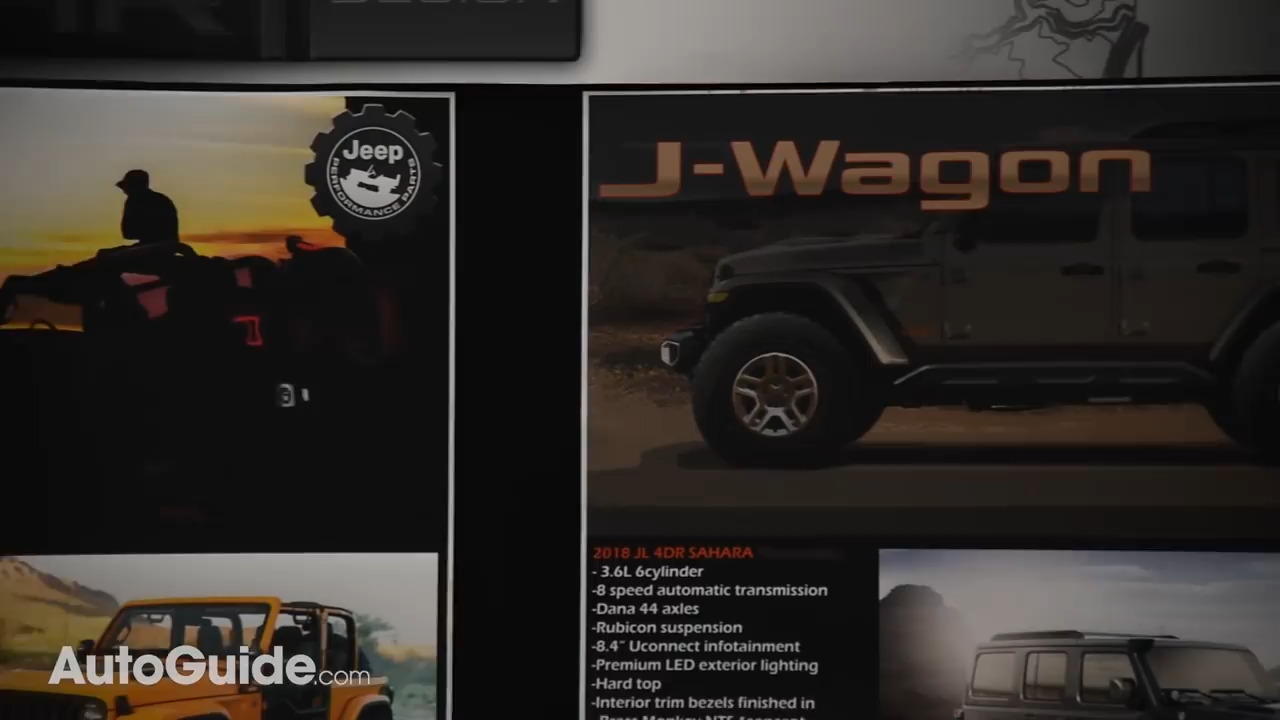 DESIGN
Jeep
PERFORMANCE PARTS
J-Wagon
2018 JL 4DR SAHARA
- 3.6L 6cylinder
-8 speed automatic transmission
-Dana 44 axles
-Rubicon suspension
-8.4" Uconnect infotainment
-Premium LED exterior lighting
-Hard top
-Interior trim bezels finished in
AutoGuide.com